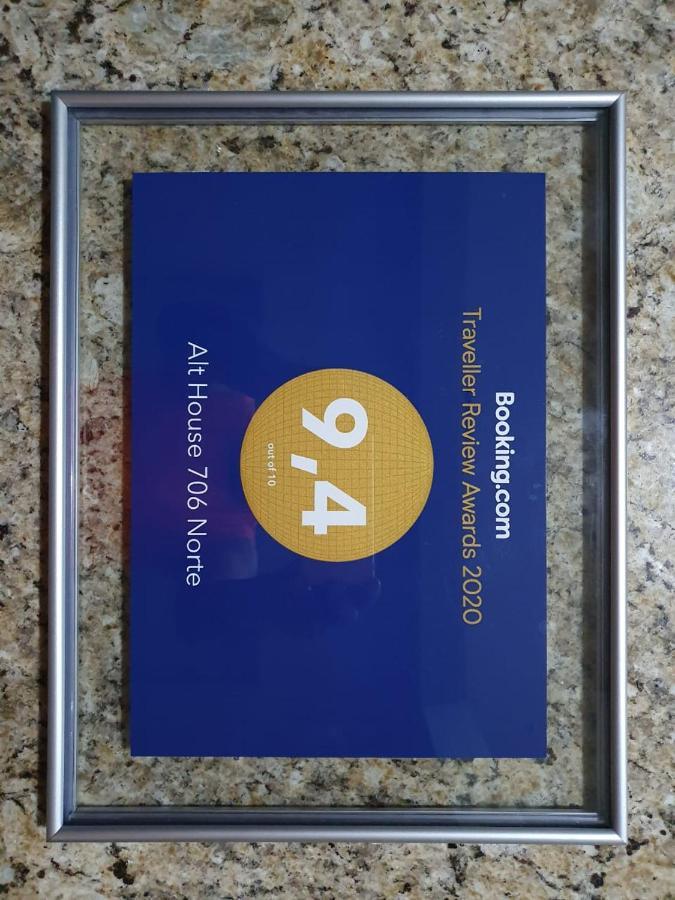 Booking.com
Traveller Review Awards 2020
9,4
out of 10
Alt House 706 Norte